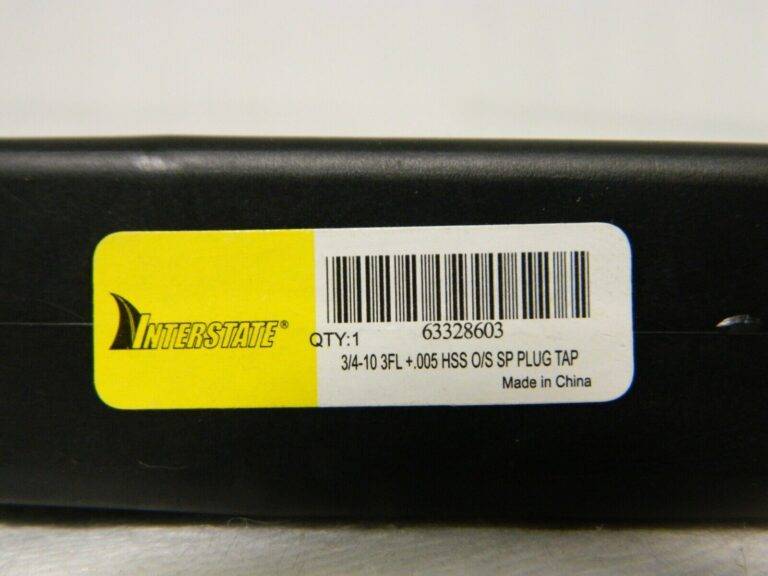 INTERSTATE®
63328603
QTY:1
3/4-10 3FL +.005 HSS O/S SP PLUG TAP
Made in China